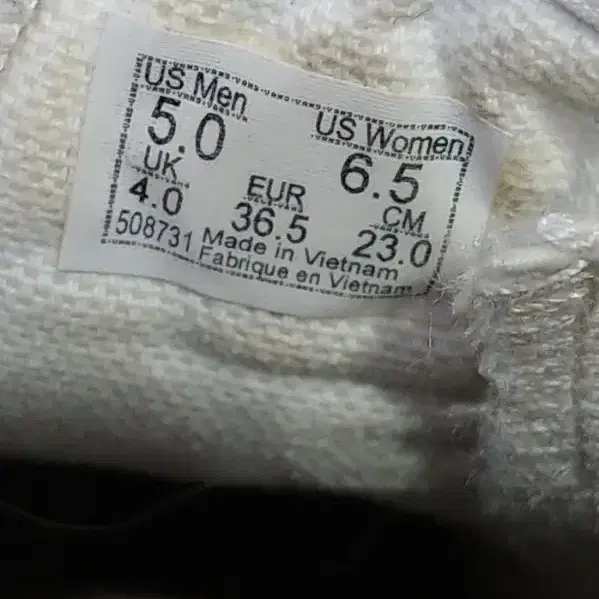 US Men
5.0
US Women
6.5
UK
4.0
EUR
36.5
CM
23.0
508731
Made in Vietnam
Fabrique en Vietnam